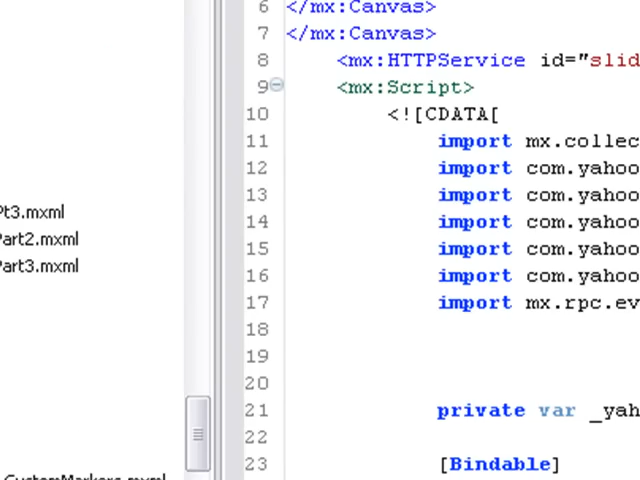 Pt3.mxml
Part2.mxml
Part3.mxml
CustomMarkers.mxml
6 </mx:Canvas>
7 </mx:Canvas>
8 <mx:HTTPService id="slid
9 <mx:Script>
10 <![CDATA[
11 import mx.collec
12 import com.yahoo
13 import com.yahoo
14 import com.yahoo
15 import com.yahoo
16 import com.yahoo
17 import mx.rpc.ev
18
19
20
21 private var _yah
22
23 [Bindable]